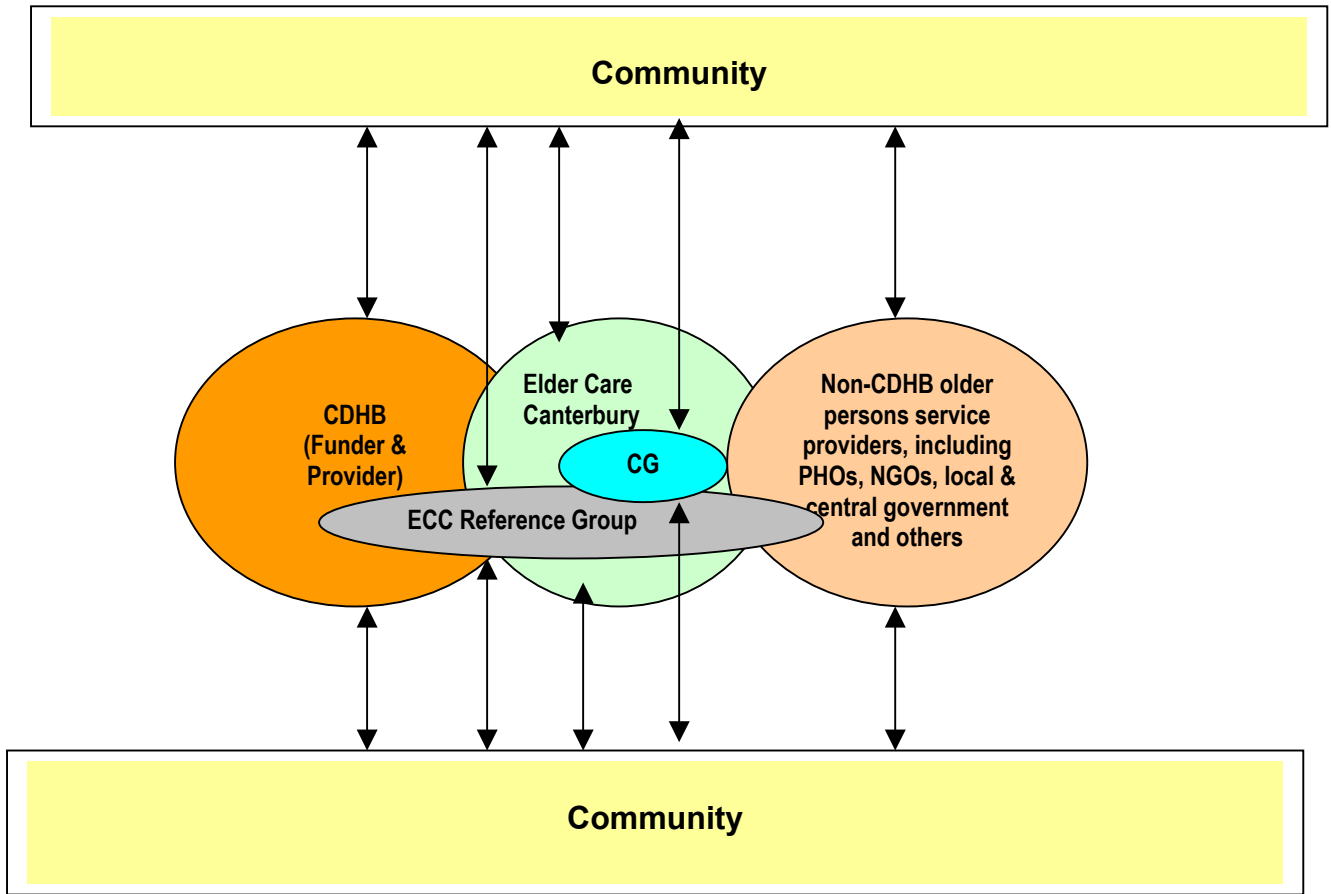 Community
Elder Care
Canterbury
CDHB
(Funder &
Provider)
CG
ECC Reference Group
Non-CDHB older
persons service
providers, including
PHOs, NGOs, local &
central government
and others
Community